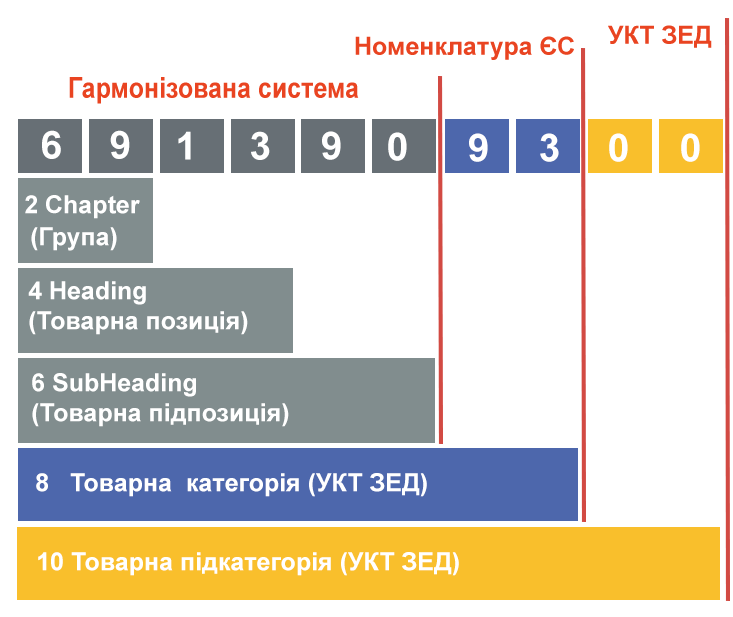 УКТ ЗЕД
Номенклатура ЄС
Гармонізована система
6 9 1 3 9 0 9 3 0 0
2 Chapter
(Група)
4 Heading
(Товарна позиція)
6 SubHeading
(Товарна підпозиція)
8 Товарна категорія (УКТ ЗЕД)
10 Товарна підкатегорія (УКТ ЗЕД)